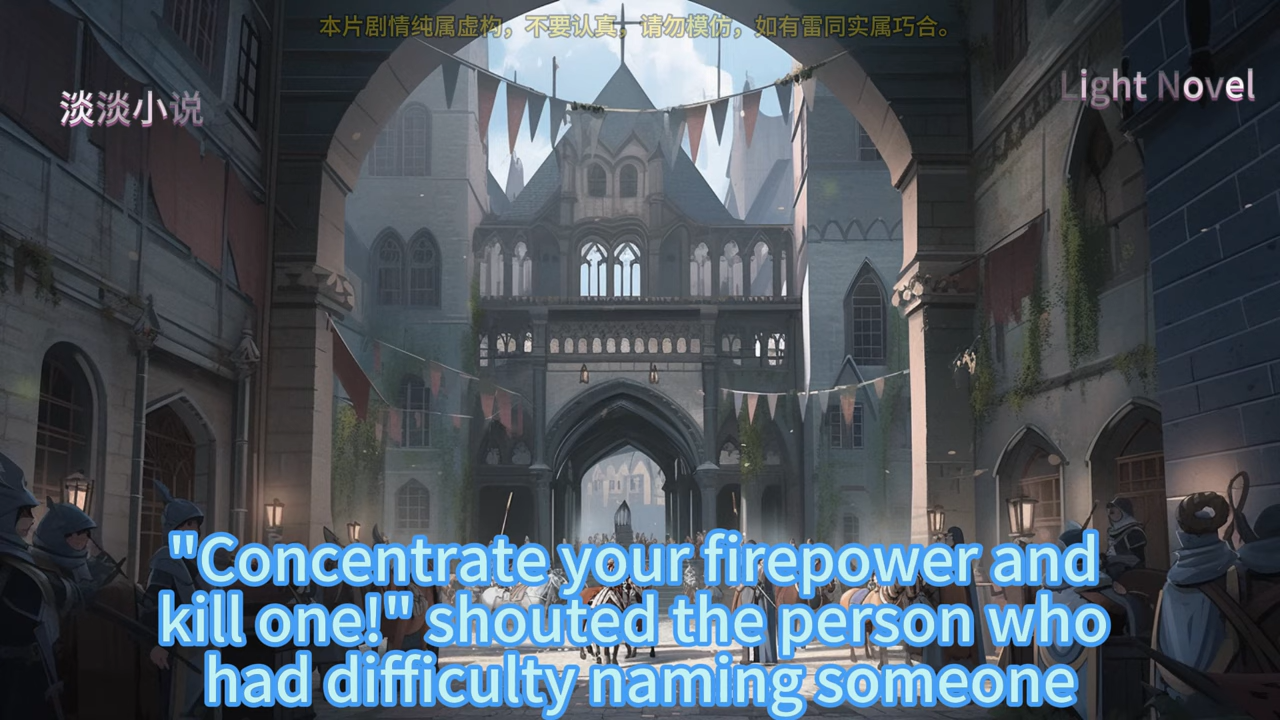 本片剧情纯属虚构，不要认真，请勿模仿，如有雷同实属巧合。
淡淡小说
Light Novel
"Concentrate your firepower and
kill one!" shouted the person who
had difficulty naming someone